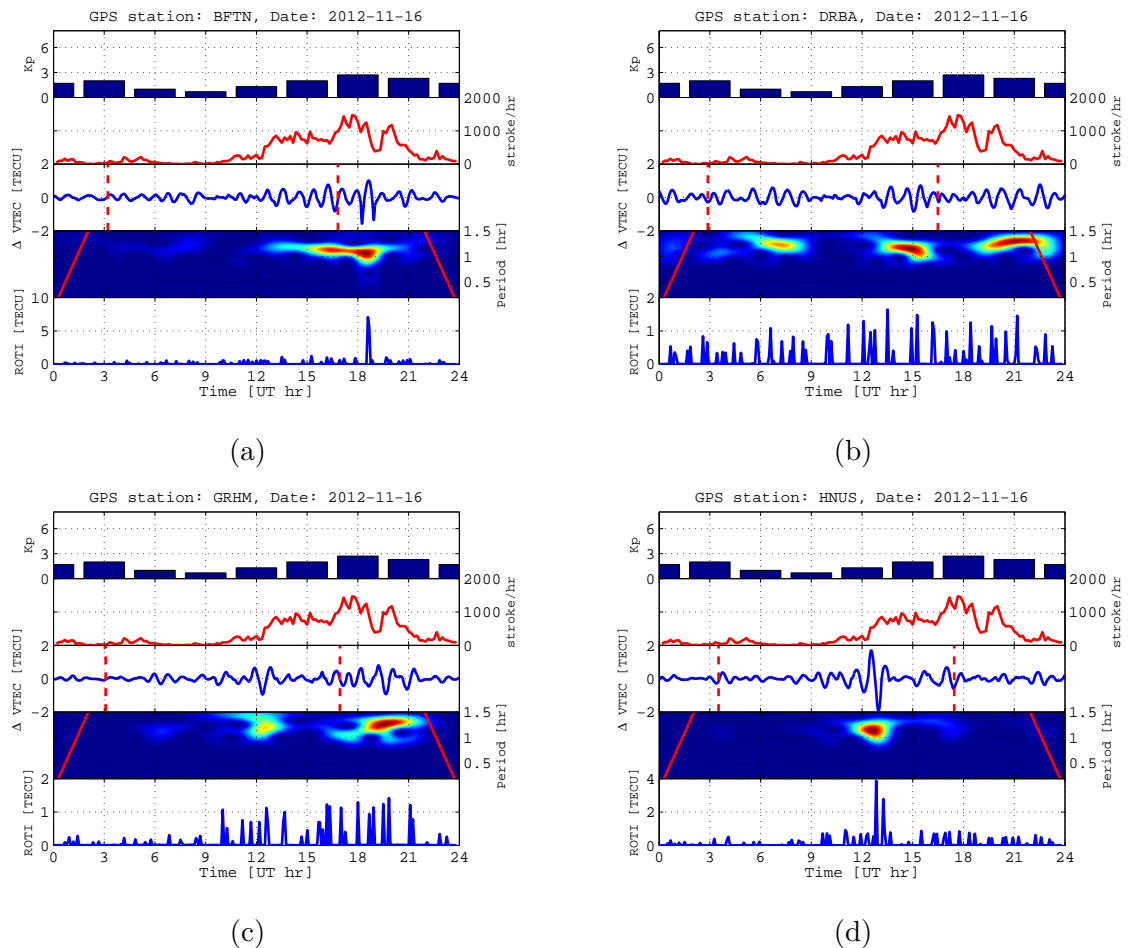 GPS station: BFTN, Date: 2012-11-16
Kp
6
3
0
2000
1000
0
stroke/hr
Δ VTEC [TECU]
2
0
-2
1.5
1
0.5
Period [hr]
ROTI [TECU]
10
5
0
0 3 6 9 12 15 18 21 24
Time [UT hr]
(a)
GPS station: DRBA, Date: 2012-11-16
Kp
6
3
0
2000
1000
0
stroke/hr
Δ VTEC [TECU]
2
0
-2
1.5
1
0.5
Period [hr]
ROTI [TECU]
2
1
0
0 3 6 9 12 15 18 21 24
Time [UT hr]
(b)
GPS station: GRHM, Date: 2012-11-16
Kp
6
3
0
2000
1000
0
stroke/hr
Δ VTEC [TECU]
2
0
-2
1.5
1
0.5
Period [hr]
ROTI [TECU]
2
1
0
0 3 6 9 12 15 18 21 24
Time [UT hr]
(c)
GPS station: HNUS, Date: 2012-11-16
Kp
6
3
0
2000
1000
0
stroke/hr
Δ VTEC [TECU]
2
0
-2
1.5
1
0.5
Period [hr]
ROTI [TECU]
4
2
0
0 3 6 9 12 15 18 21 24
Time [UT hr]
(d)